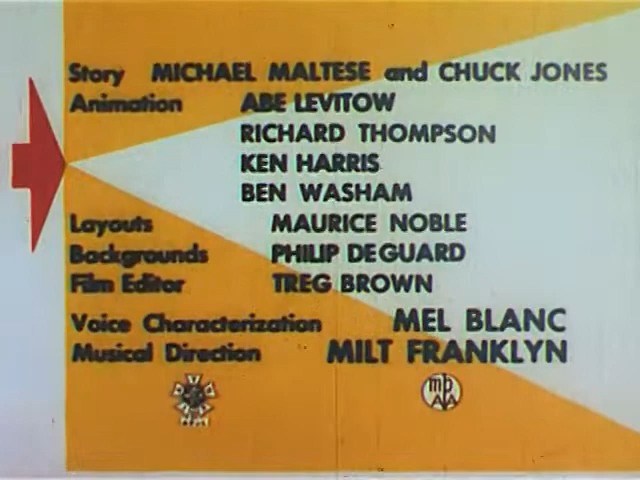 Story MICHAEL MALTESE and CHUCK JONES
Animation ABE LEVITOW
RICHARD THOMPSON
KEN HARRIS
BEN WASHAM
Layouts MAURICE NOBLE
Backgrounds PHILIP DEGUARD
Film Editor TREG BROWN
Voice Characterization MEL BLANC
Musical Direction MILT FRANKLYN